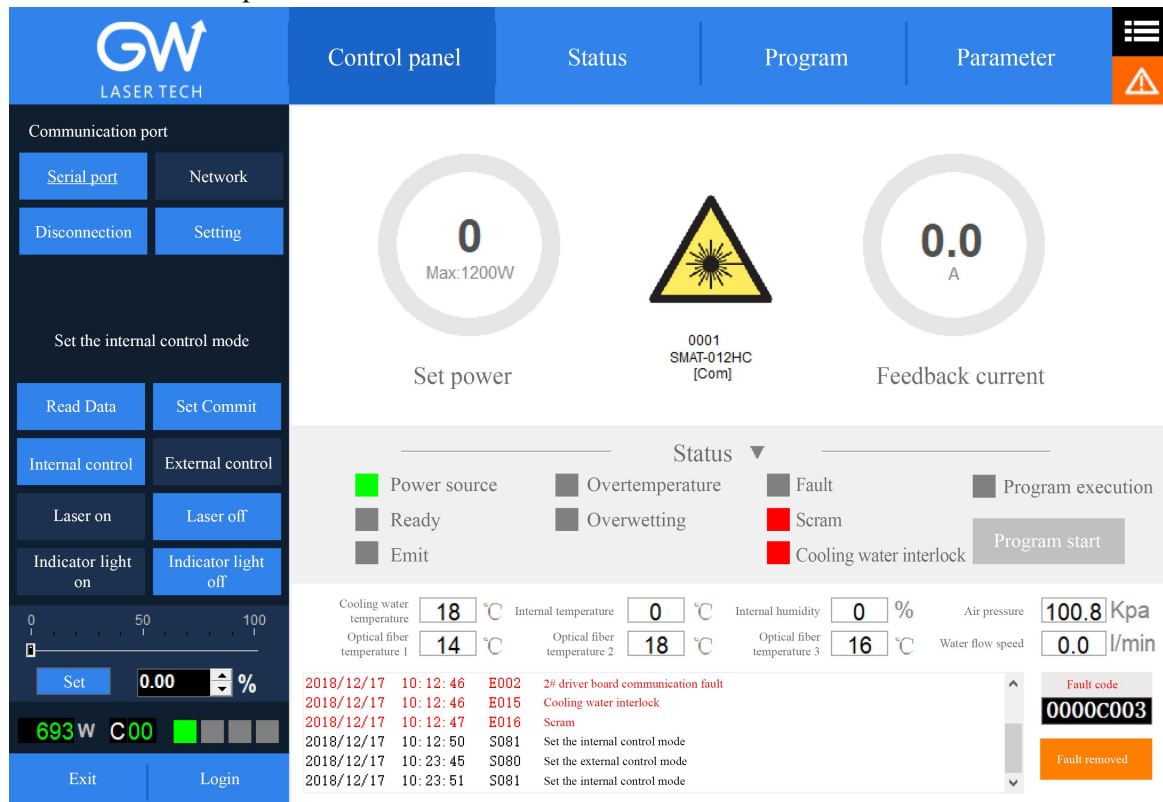 GW
LASER TECH
Control panel
Status
Program
Parameter
Communication port
Serial port
Network
Disconnection
Setting
Set the internal control mode
Read Data
Set Commit
Internal control
External control
Laser on
Laser off
Indicator light
on
Indicator light
off
0 50 100
Set 0.00 %
693 W C 00
Exit
Login
0
Max:1200W
Set power
0001
SMAT-012HC
[Com]
0.0
A
Feedback current
Status ▼
Power source
Overtemperature
Fault
Program execution
Ready
Overwetting
Scram
Program start
Emit
Cooling water interlock
Cooling water
temperature 18 ℃
Internal temperature 0 ℃
Internal humidity 0 %
Air pressure 100.8 Kpa
Optical fiber
temperature 1 14 ℃
Optical fiber
temperature 2 18 ℃
Optical fiber
temperature 3 16 ℃
Water flow speed 0.0 l/min
2018/12/17 10:12:46 E002 2# driver board communication fault
2018/12/17 10:12:46 E015 Cooling water interlock
2018/12/17 10:12:47 E016 Scram
2018/12/17 10:12:50 S081 Set the internal control mode
2018/12/17 10:23:45 S080 Set the external control mode
2018/12/17 10:23:51 S081 Set the internal control mode
Fault code
0000C003
Fault removed